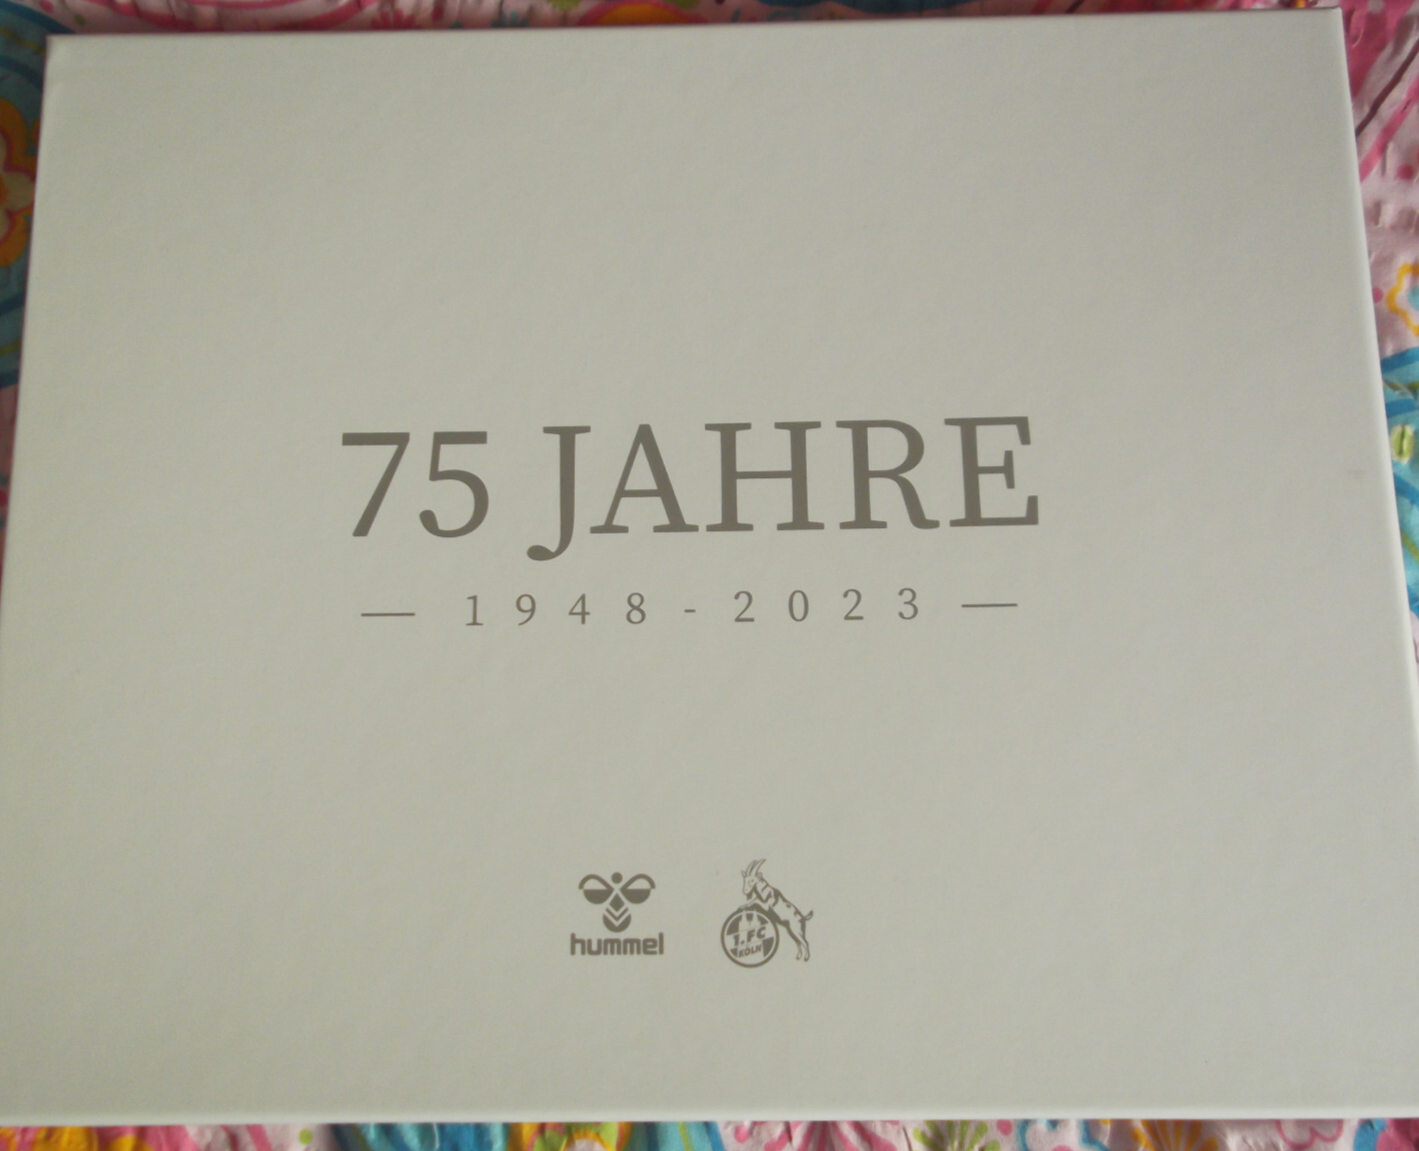 75 JAHRE
— 1948-2023 —
hummel
1.FC
KÖLN